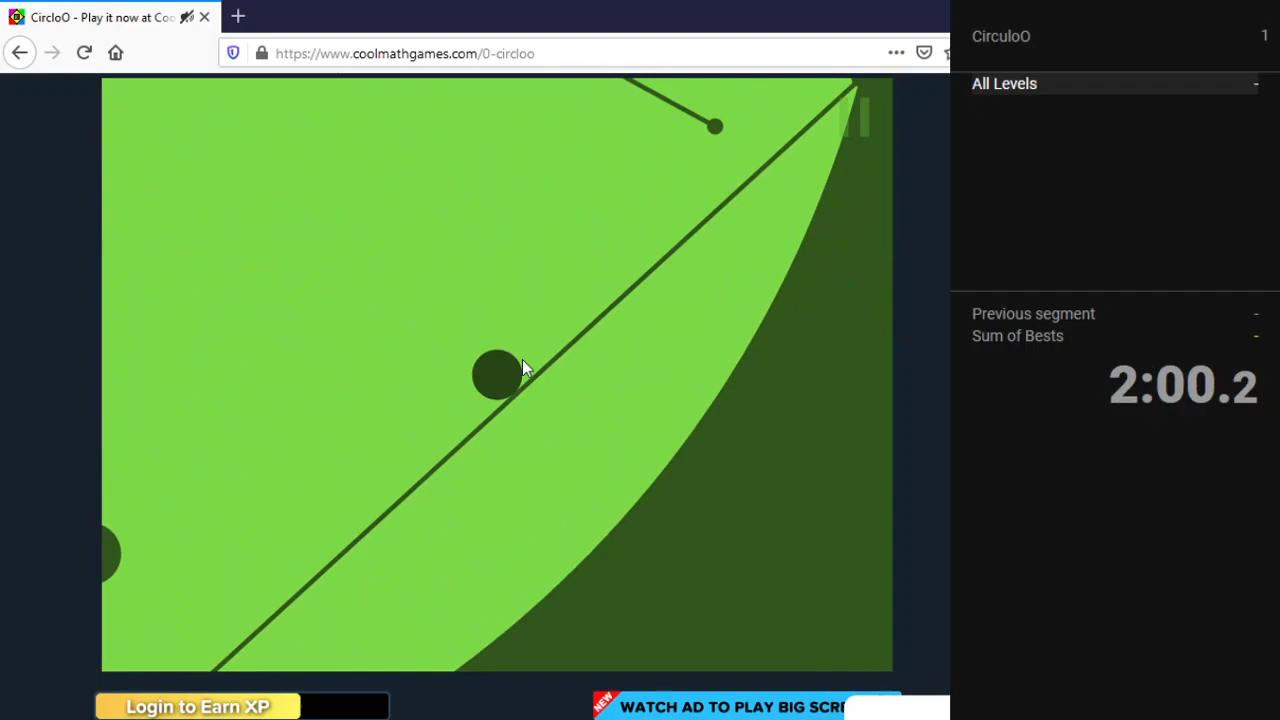 CircloO - Play it now at Coo
https://www.coolmathgames.com/0-circloo
CirculoO 1
All Levels -
Previous segment -
Sum of Bests -
2:00.2
Login to Earn XP
NEW
WATCH AD TO PLAY BIG SCRE